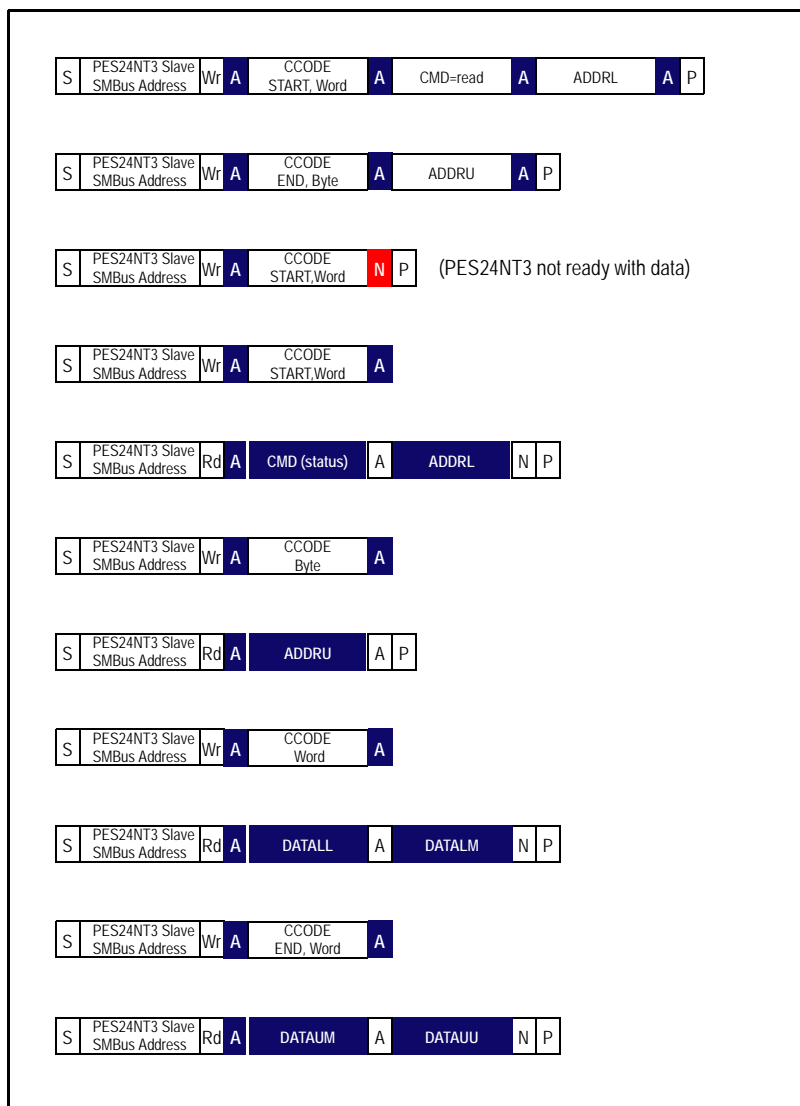 S PES24NT3 Slave SMBus Address Wr A CCODE START, Word A CMD=read A ADDRL A P
S PES24NT3 Slave SMBus Address Wr A CCODE END, Byte A ADDRU A P
S PES24NT3 Slave SMBus Address Wr A CCODE START,Word N P (PES24NT3 not ready with data)
S PES24NT3 Slave SMBus Address Wr A CCODE START,Word A
S PES24NT3 Slave SMBus Address Rd A CMD (status) A ADDRL N P
S PES24NT3 Slave SMBus Address Wr A CCODE Byte A
S PES24NT3 Slave SMBus Address Rd A ADDRU A P
S PES24NT3 Slave SMBus Address Wr A CCODE Word A
S PES24NT3 Slave SMBus Address Rd A DATALL A DATALM N P
S PES24NT3 Slave SMBus Address Wr A CCODE END, Word A
S PES24NT3 Slave SMBus Address Rd A DATAUM A DATAUU N P